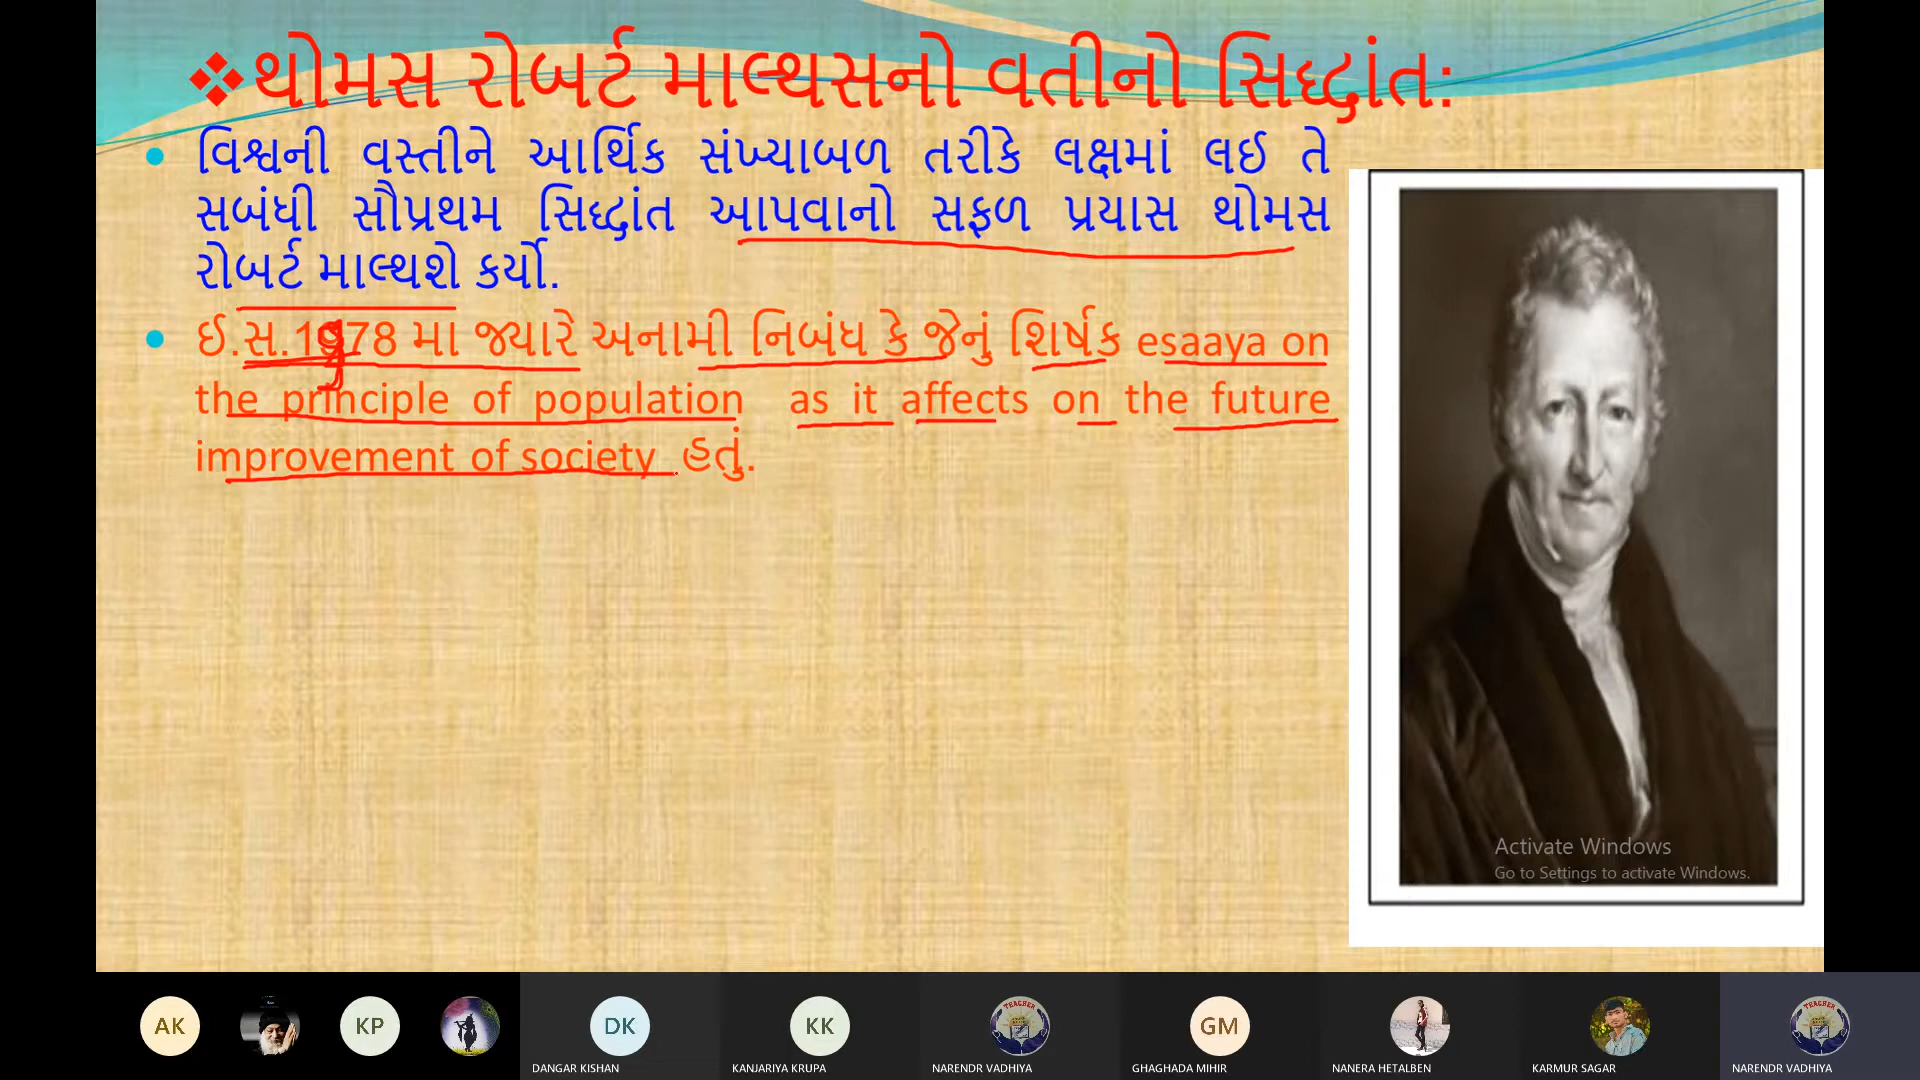 ❖થોમસ રોબર્ટ માલ્થસનો વતીનો સિદ્ધાંત:
• વિશ્વની વસ્તીને આર્થિક સંખ્યાબળ તરીકે લક્ષમાં લઈ તે
સબંધી સૌપ્રથમ સિદ્ધાંત આપવાનો સફળ પ્રયાસ થોમસ
રોબર્ટ માલ્થશે કર્યો.
• ઈ.સ.1978 મા જ્યારે અનામી નિબંધ કે જેનું શિર્ષક esaaya on
the principle of population as it affects on the future
improvement of society હતું.
Activate Windows
Go to Settings to activate Windows.
AK KP DK KK GM
DANGAR KISHAN KANJARIYA KRUPA NARENDR VADHIYA GHAGHADA MIHIR NANERA HETALBEN KARMUR SAGAR NARENDR VADHIYA